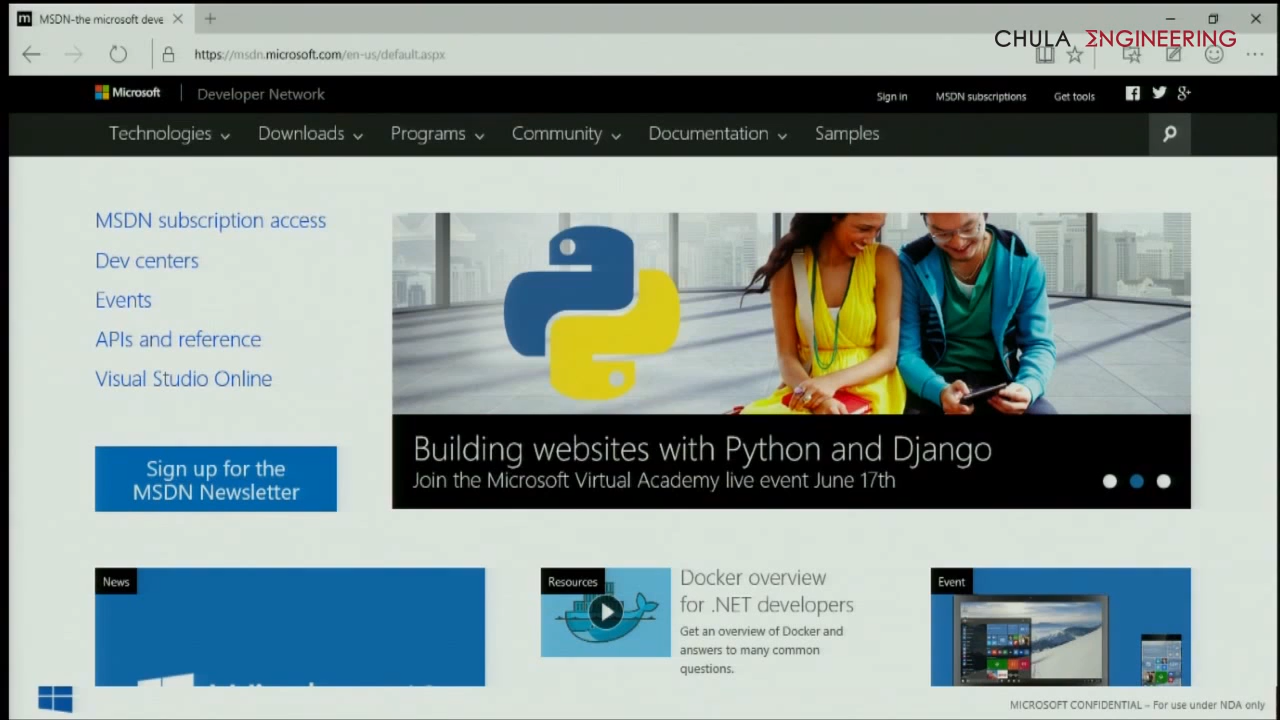 MSDN-the microsoft deve
CHULA ΣNGINEERING
https://msdn.microsoft.com/en-us/default.aspx
Microsoft
Developer Network
Sign in
MSDN subscriptions
Get tools
Technologies
Downloads
Programs
Community
Documentation
Samples
MSDN subscription access
Dev centers
Events
APIs and reference
Visual Studio Online
Sign up for the
MSDN Newsletter
Building websites with Python and Django
Join the Microsoft Virtual Academy live event June 17th
News
Resources
Docker overview
for .NET developers
Get an overview of Docker and
answers to many common
questions.
Event
MICROSOFT CONFIDENTIAL – For use under NDA only